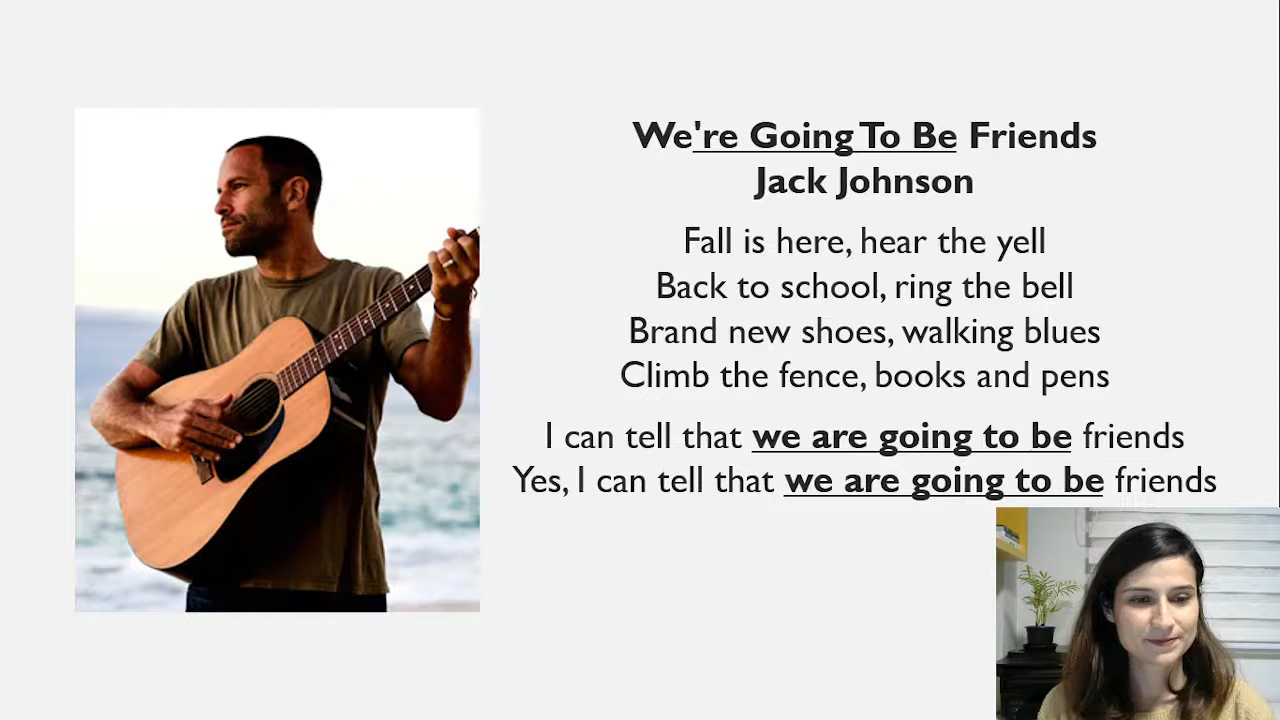 We're Going To Be Friends
Jack Johnson
Fall is here, hear the yell
Back to school, ring the bell
Brand new shoes, walking blues
Climb the fence, books and pens
I can tell that we are going to be friends
Yes, I can tell that we are going to be friends